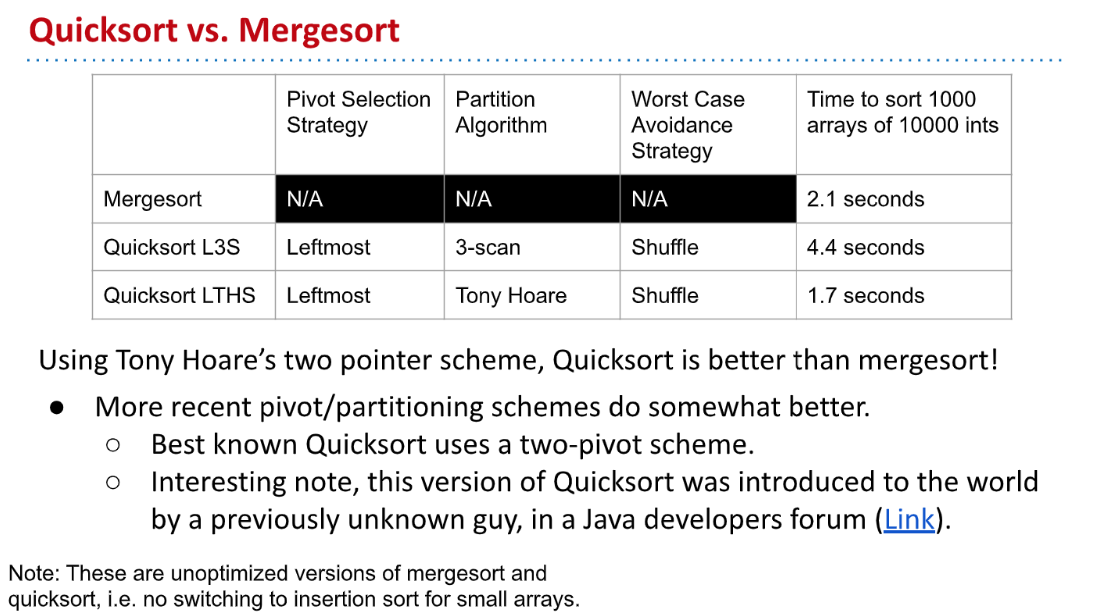 Quicksort vs. Mergesort
Pivot Selection Strategy
Partition Algorithm
Worst Case Avoidance Strategy
Time to sort 1000 arrays of 10000 ints
Mergesort
N/A
N/A
N/A
2.1 seconds
Quicksort L3S
Leftmost
3-scan
Shuffle
4.4 seconds
Quicksort LTHS
Leftmost
Tony Hoare
Shuffle
1.7 seconds
Using Tony Hoare’s two pointer scheme, Quicksort is better than mergesort!
● More recent pivot/partitioning schemes do somewhat better.
○ Best known Quicksort uses a two-pivot scheme.
○ Interesting note, this version of Quicksort was introduced to the world
by a previously unknown guy, in a Java developers forum (Link).
Note: These are unoptimized versions of mergesort and
quicksort, i.e. no switching to insertion sort for small arrays.